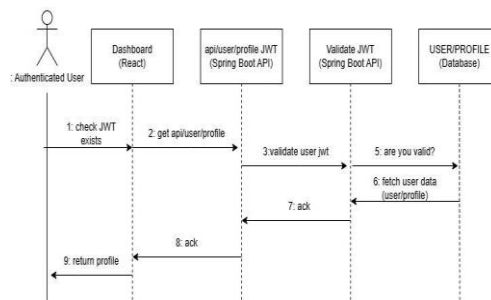 Dashboard
(React)
api/user/profile JWT
(Spring Boot API)
Validate JWT
(Spring Boot API)
USER/PROFILE
(Database)
: Authenticated User
1: check JWT
exists
2: get api/user/profile
3:validate user jwt
5: are you valid?
6: fetch user data
(user/profile)
7: ack
8: ack
9: return profile